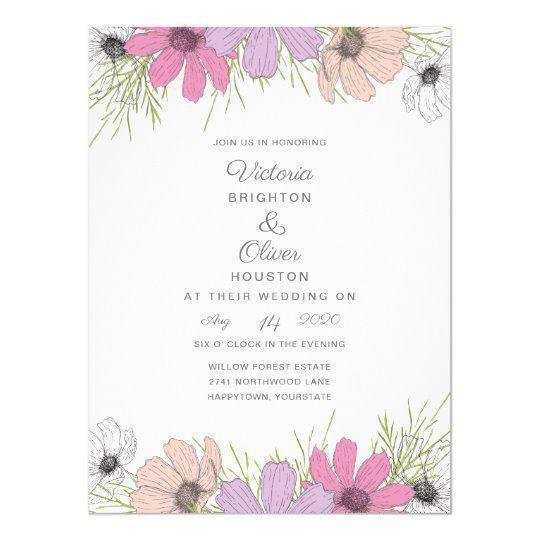 JOIN US IN HONORING
Victoria
BRIGHTON
&
Oliver
HOUSTON
AT THEIR WEDDING ON
Aug 14 2020
SIX O' CLOCK IN THE EVENING
WILLOW FOREST ESTATE
2741 NORTHWOOD LANE
HAPPYTOWN, YOURSTATE